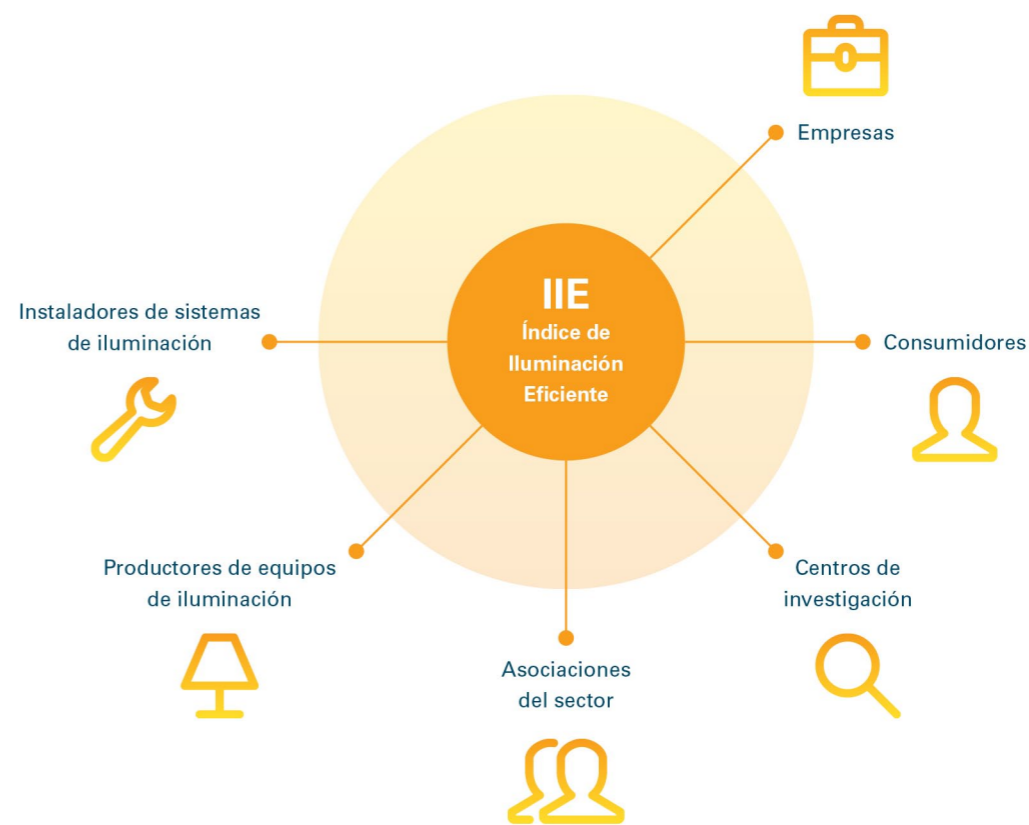 Empresas
IIE
Índice de
Iluminación
Eficiente
Instaladores de sistemas
de iluminación
Consumidores
Productores de equipos
de iluminación
Centros de
investigación
Asociaciones
del sector